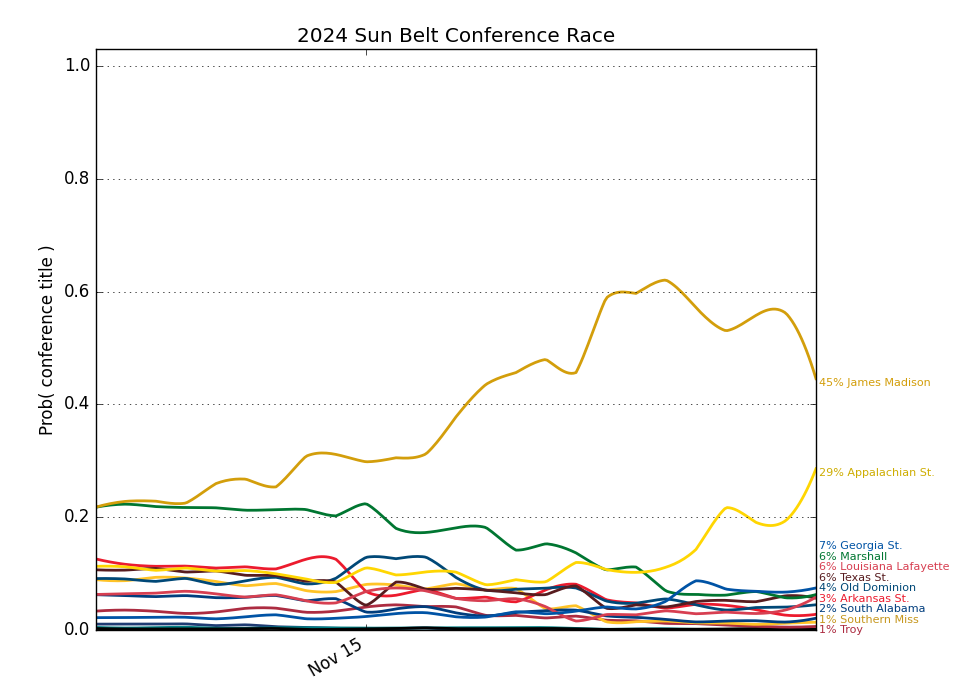 2024 Sun Belt Conference Race
Prob( conference title )
1.0
0.8
0.6
0.4
0.2
0.0
Nov 15
45% James Madison
29% Appalachian St.
7% Georgia St.
6% Marshall
6% Louisiana Lafayette
6% Texas St.
4% Old Dominion
3% Arkansas St.
2% South Alabama
1% Southern Miss
1% Troy